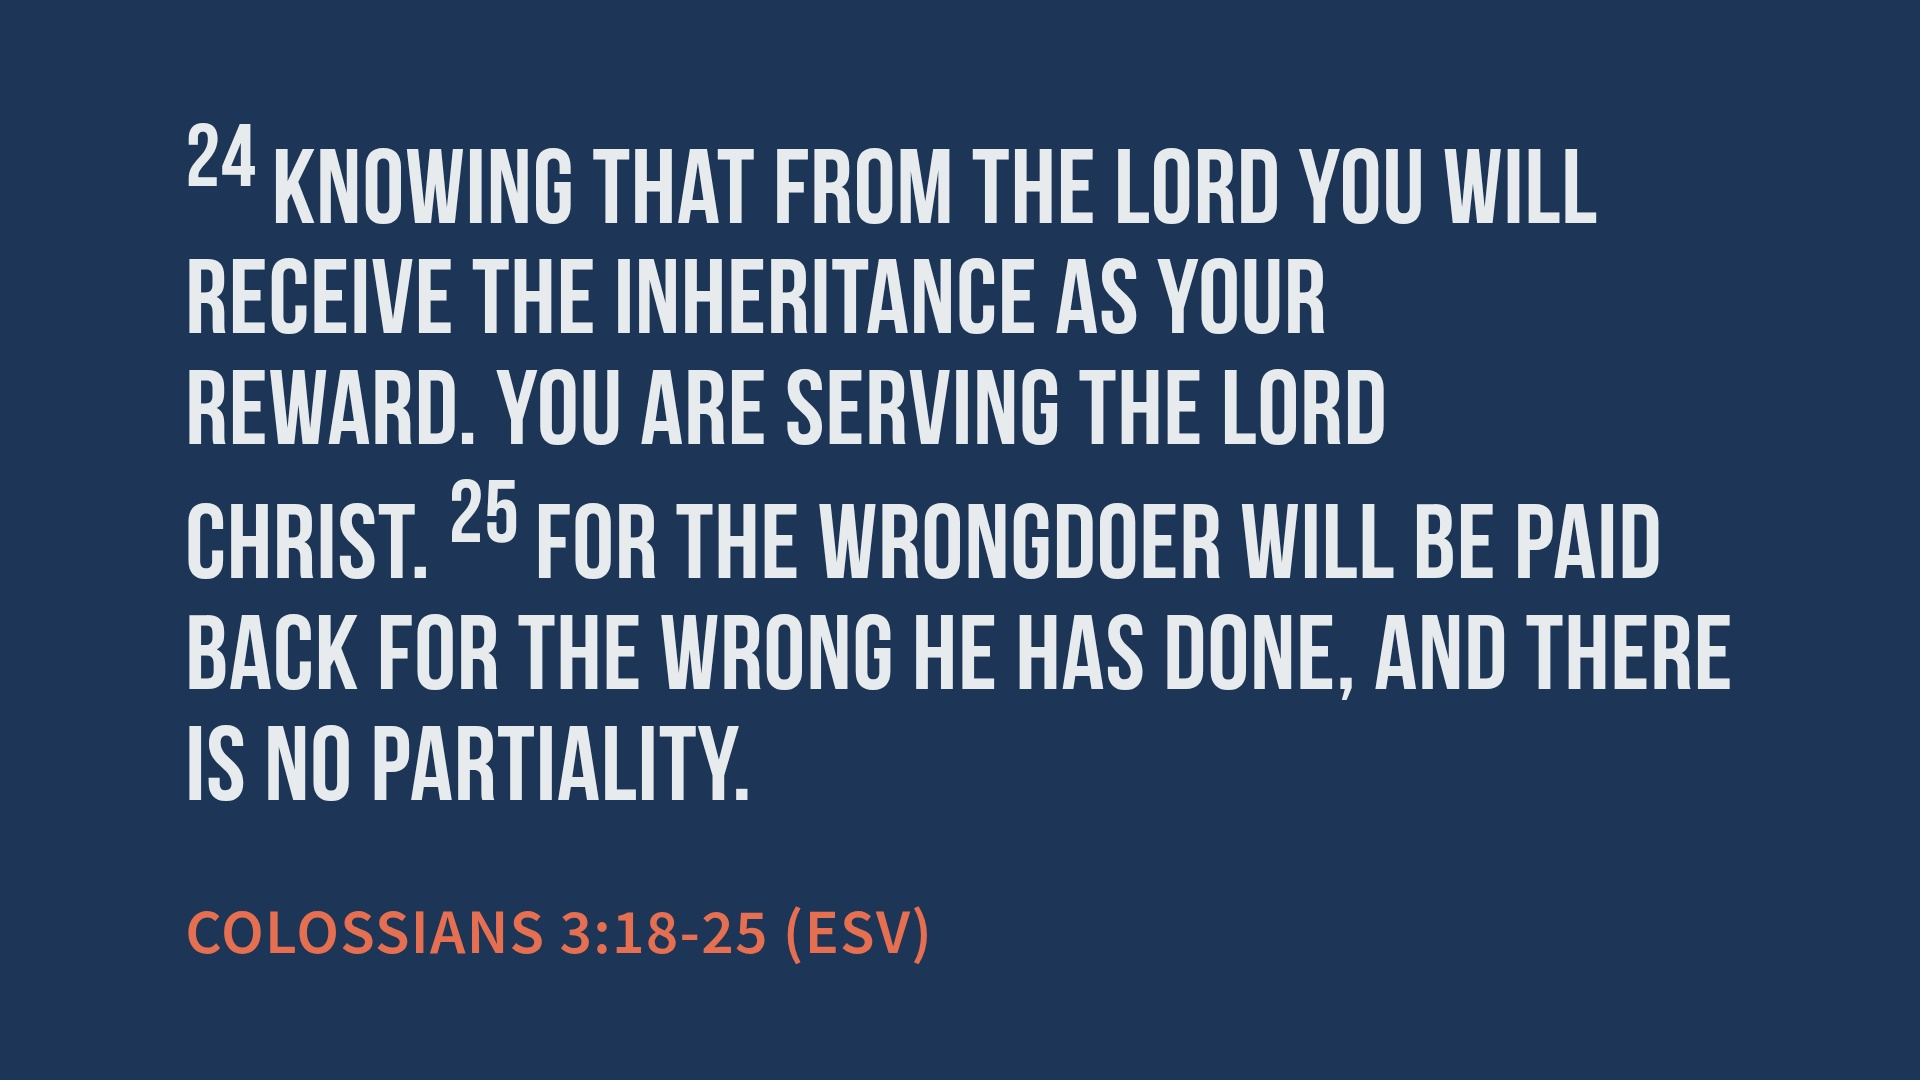 24 KNOWING THAT FROM THE LORD YOU WILL
RECEIVE THE INHERITANCE AS YOUR
REWARD. YOU ARE SERVING THE LORD
CHRIST. 25 FOR THE WRONGDOER WILL BE PAID
BACK FOR THE WRONG HE HAS DONE, AND THERE
IS NO PARTIALITY.
COLOSSIANS 3:18-25 (ESV)